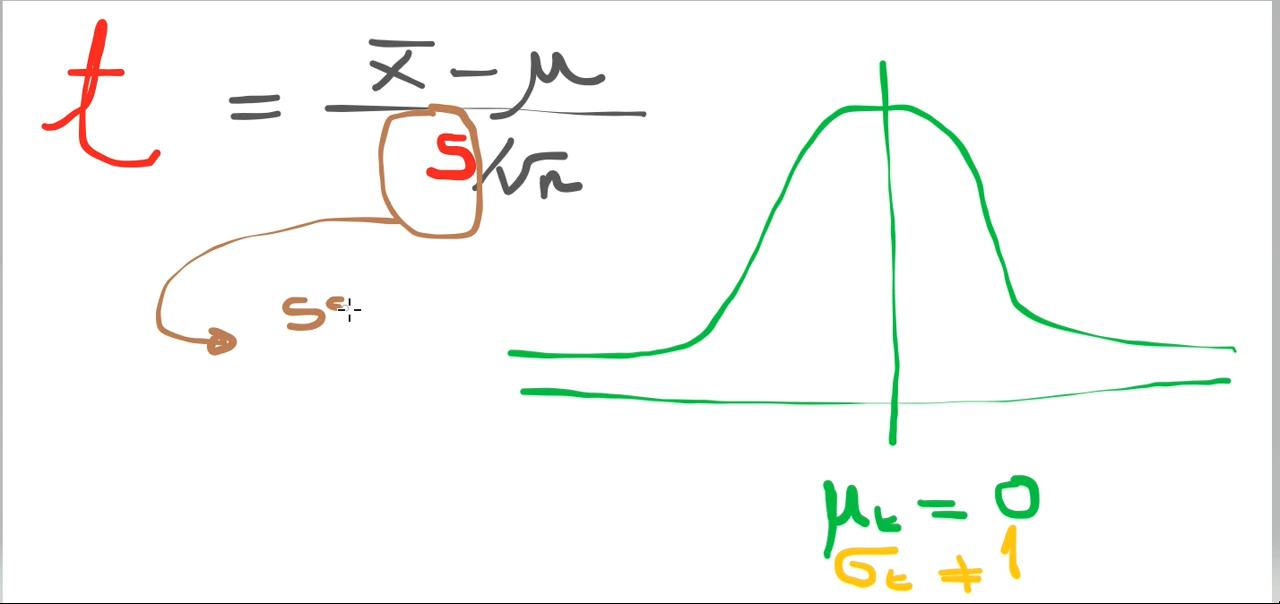 t = x̄ - μ / s/√n
s
μt = 0
σt ≠ 1